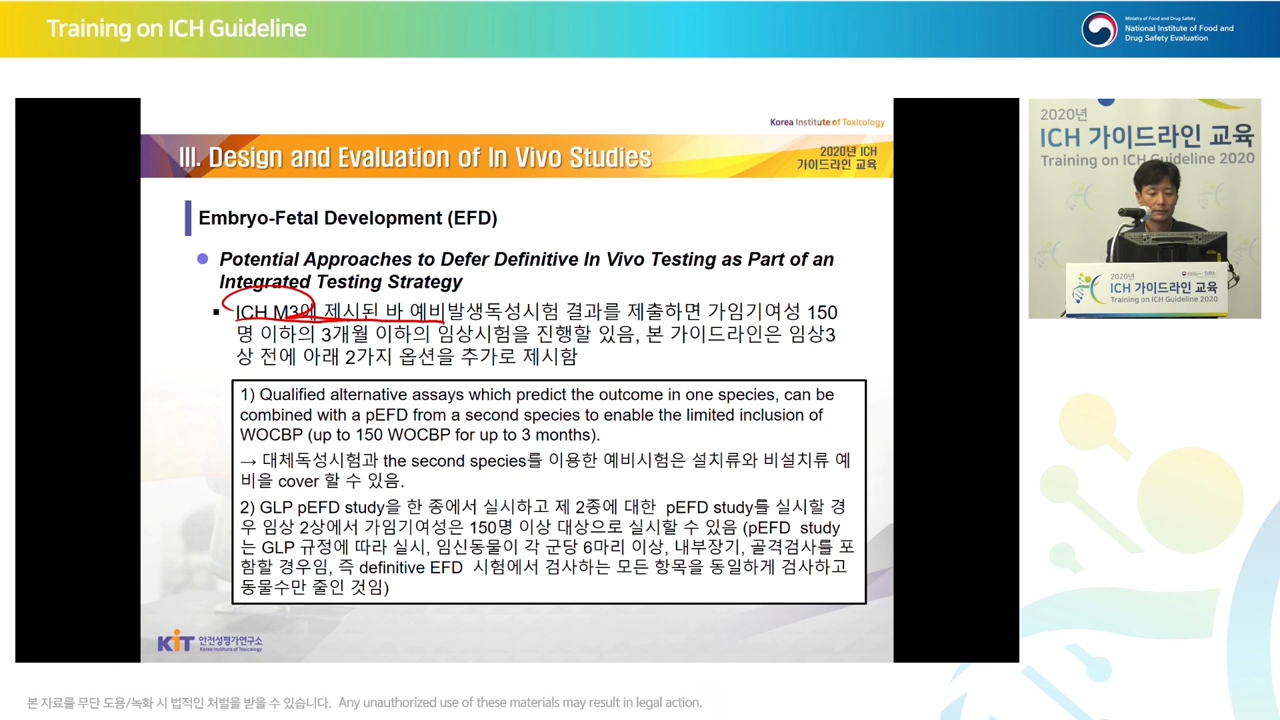 Training on ICH Guideline
Ministry of Food and Drug Safety
National Institute of Food and
Drug Safety Evaluation
Korea Institute of Toxicology
III. Design and Evaluation of In Vivo Studies
2020년 ICH
가이드라인 교육
Embryo-Fetal Development (EFD)
Potential Approaches to Defer Definitive In Vivo Testing as Part of an
Integrated Testing Strategy
ICH M3에 제시된 바 예비발생독성시험 결과를 제출하면 가임기여성 150
명 이하의 3개월 이하의 임상시험을 진행할 있음, 본 가이드라인은 임상3
상 전에 아래 2가지 옵션을 추가로 제시함
1) Qualified alternative assays which predict the outcome in one species, can be
combined with a pEFD from a second species to enable the limited inclusion of
WOCBP (up to 150 WOCBP for up to 3 months).
→ 대체독성시험과 the second species를 이용한 예비시험은 설치류와 비설치류 예
비을 cover 할 수 있음.
2) GLP pEFD study을 한 종에서 실시하고 제 2종에 대한 pEFD study를 실시할 경
우 임상 2상에서 가임기여성은 150명 이상 대상으로 실시할 수 있음 (pEFD study
는 GLP 규정에 따라 실시, 임신동물이 각 군당 6마리 이상, 내부장기, 골격검사를 포
함할 경우임, 즉 definitive EFD 시험에서 검사하는 모든 항목을 동일하게 검사하고
동물수만 줄인 것임)
KIT 안전성평가연구소
Korea Institute of Toxicology
2020년
ICH 가이드라인 교육
Training on ICH Guideline 2020
2020년
ICH 가이드라인 교육
Training on ICH Guideline 2020
본 자료를 무단 도용/녹화 시 법적인 처벌을 받을 수 있습니다. Any unauthorized use of these materials may result in legal action.